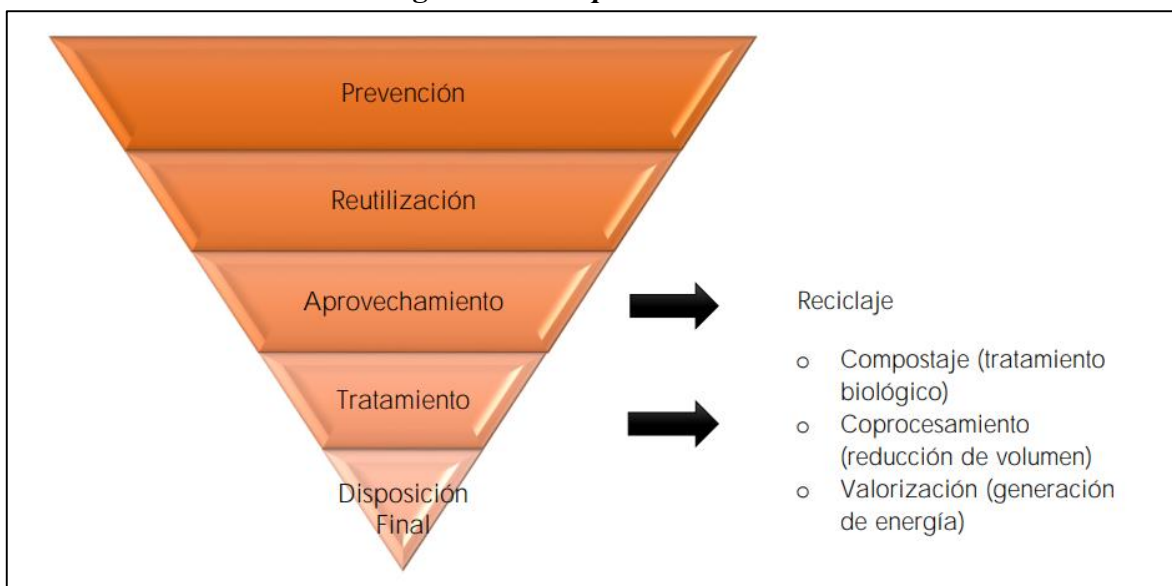 Prevención
Reutilización
Aprovechamiento
Reciclaje
Tratamiento
o Compostaje (tratamiento
biológico)
o Coprocesamiento
(reducción de volumen)
o Valorización (generación
de energía)
Disposición
Final